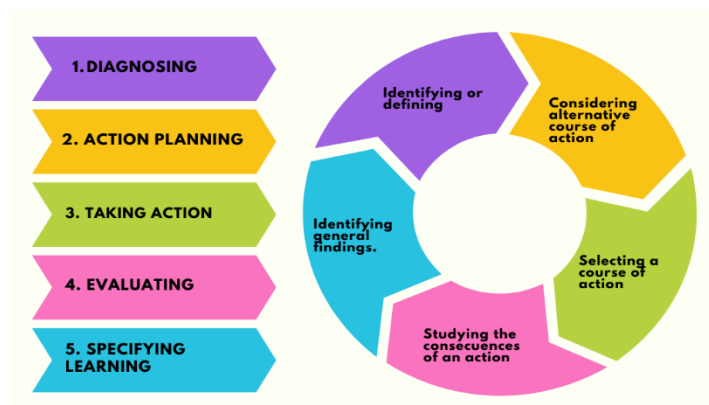 1. DIAGNOSING
2. ACTION PLANNING
3. TAKING ACTION
4. EVALUATING
5. SPECIFYING
LEARNING
Identifying or
defining
Considering
alternative
course of
action
Selecting a
course of
action
Studying the
consecuences
of an action
Identifying
general
findings.